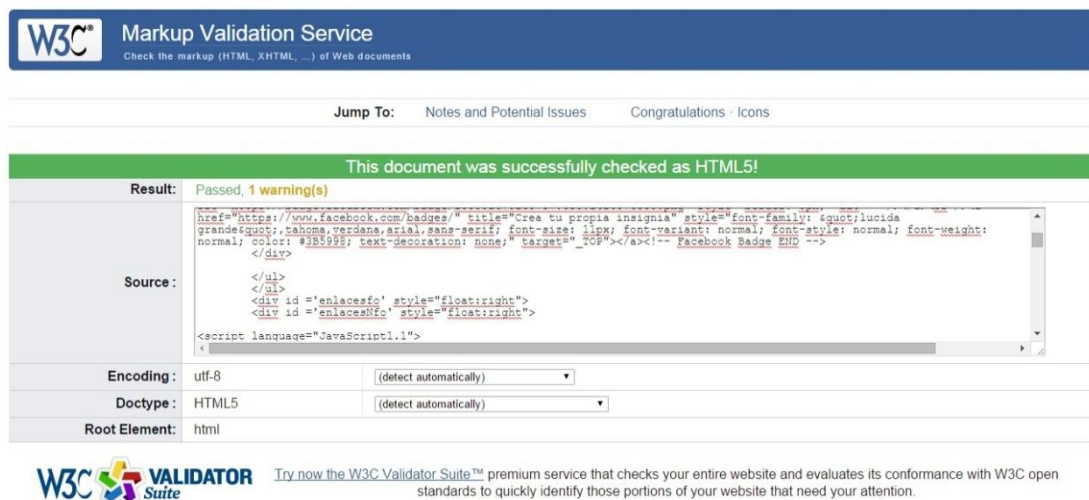 W3C®
Markup Validation Service
Check the markup (HTML, XHTML, ...) of Web documents
Jump To: Notes and Potential Issues Congratulations · Icons
This document was successfully checked as HTML5!
Result: Passed, 1 warning(s)
Source :
href="https://www.facebook.com/badges/" title="Crea tu propia insignia" style="font-family: &quot;lucida
grande&quot;,tahoma,verdana,arial,sans-serif; font-size: 11px; font-variant: normal; font-style: normal; font-weight:
normal; color: #3B5998; text-decoration: none;" target="_TOP"></a><!-- Facebook Badge END -->
</div>
</ul>
</ul>
<div id ='enlacesfo' style="float:right">
<div id ='enlacesNfo' style="float:right">
<script language="JavaScript1.1">
Encoding : utf-8 (detect automatically)
Doctype : HTML5 (detect automatically)
Root Element: html
W3C VALIDATOR Suite
Try now the W3C Validator Suite™ premium service that checks your entire website and evaluates its conformance with W3C open
standards to quickly identify those portions of your website that need your attention.